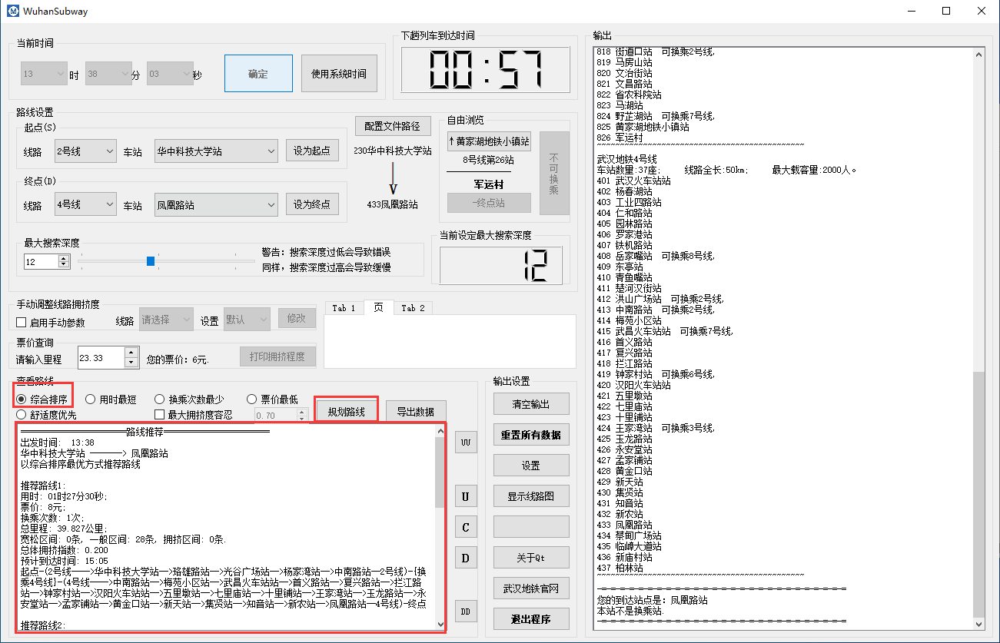 WuhanSubway
当前时间
13 时 38 分 03 秒
确定
使用系统时间
下趟列车到达时间
00:57
路线设置
起点(S)
线路 2号线 车站 华中科技大学站 设为起点
终点(D)
线路 4号线 车站 凤凰路站 设为终点
配置文件路径
230华中科技大学站
V
433凤凰路站
自由浏览
↑黄家湖地铁小镇站
8号线第26站
军运村
-终点站
不可换乘
最大搜索深度
12
警告：搜索深度过低会导致错误
同样，搜索深度过高会导致缓慢
当前设定最大搜索深度
12
手动调整线路拥挤度
启用手动参数 线路 请选择 设置 默认 修改
Tab 1 页 Tab 2
票价查询
请输入里程 23.33 您的票价：6元. 打印拥挤程度
查看路线
综合排序 用时最短 换乘次数最少 票价最低
舒适度优先 最大拥挤度容忍 0.70
规划路线
导出数据
══════════════路线推荐══════════════
出发时间： 13:38
华中科技大学站 ────> 凤凰路站
以综合排序最优方式推荐路线
推荐路线1:
用时：01时27分30秒;
票价：8元;
换乘次数：1次;
总里程：39.827公里;
宽松区间：0条，一般区间：28条，拥挤区间：0条.
总体拥挤指数：0.200
预计到达时间：15:05
起点-(2号线──>华中科技大学站—>珞雄路站—>光谷广场站—>杨家湾站—>中南路站—2号线)-{换
乘4号线}-(4号线──>中南路站—>梅苑小区站—>武昌火车站站—>首义路站—>复兴路站—>拦江路
站—>钟家村站—>汉阳火车站站—>五里墩站—>七里庙站—>十里铺站—>王家湾站—>玉龙路站—>永
安堂站—>孟家铺站—>黄金口站—>新天站—>集贤站—>知音站—>新农站—>凤凰路站—4号线)-终点
推荐路线2:
W
U
C
D
DD
输出设置
清空输出
重置所有数据
设置
显示线路图
关于Qt
武汉地铁官网
退出程序
输出
818 街道口站 可换乘2号线,
819 马房山站
820 文治街站
821 文昌路站
822 省农科院站
823 马湖站
824 野芷湖站 可换乘7号线,
825 黄家湖地铁小镇站
826 军运村
~~~~~~~~~~~~~~~~~~~~~~~~~~~~~~~~~~~~~~~~~~~~~
武汉地铁4号线
车站数量:37座; 线路全长:50km; 最大载客量:2000人。
401 武汉火车站站
402 杨春湖站
403 工业四路站
404 仁和路站
405 园林路站
406 罗家港站
407 铁机路站
408 岳家嘴站 可换乘8号线,
409 东亭站
410 青鱼嘴站
411 楚河汉街站
412 洪山广场站 可换乘2号线,
413 中南路站 可换乘2号线,
414 梅苑小区站
415 武昌火车站站 可换乘7号线,
416 首义路站
417 复兴路站
418 拦江路站
419 钟家村站 可换乘6号线,
420 汉阳火车站站
421 五里墩站
422 七里庙站
423 十里铺站
424 王家湾站 可换乘3号线,
425 玉龙路站
426 永安堂站
427 孟家铺站
428 黄金口站
429 新天站
430 集贤站
431 知音站
432 新农站
433 凤凰路站
434 蔡甸广场站
435 临嶂大道站
436 新庙村站
437 柏林站
~~~~~~~~~~~~~~~~~~~~~~~~~~~~~~~~~~~~~~~~~~~~~
-=-=-=-=-=-=-=-=-=-=-=-=-=-=-=-=-=-=-=-=-=-=-=-=-=-=-=
您的到达站点是：凤凰路站
本站不是换乘站.
-=-=-=-=-=-=-=-=-=-=-=-=-=-=-=-=-=-=-=-=-=-=-=-=-=-=-=